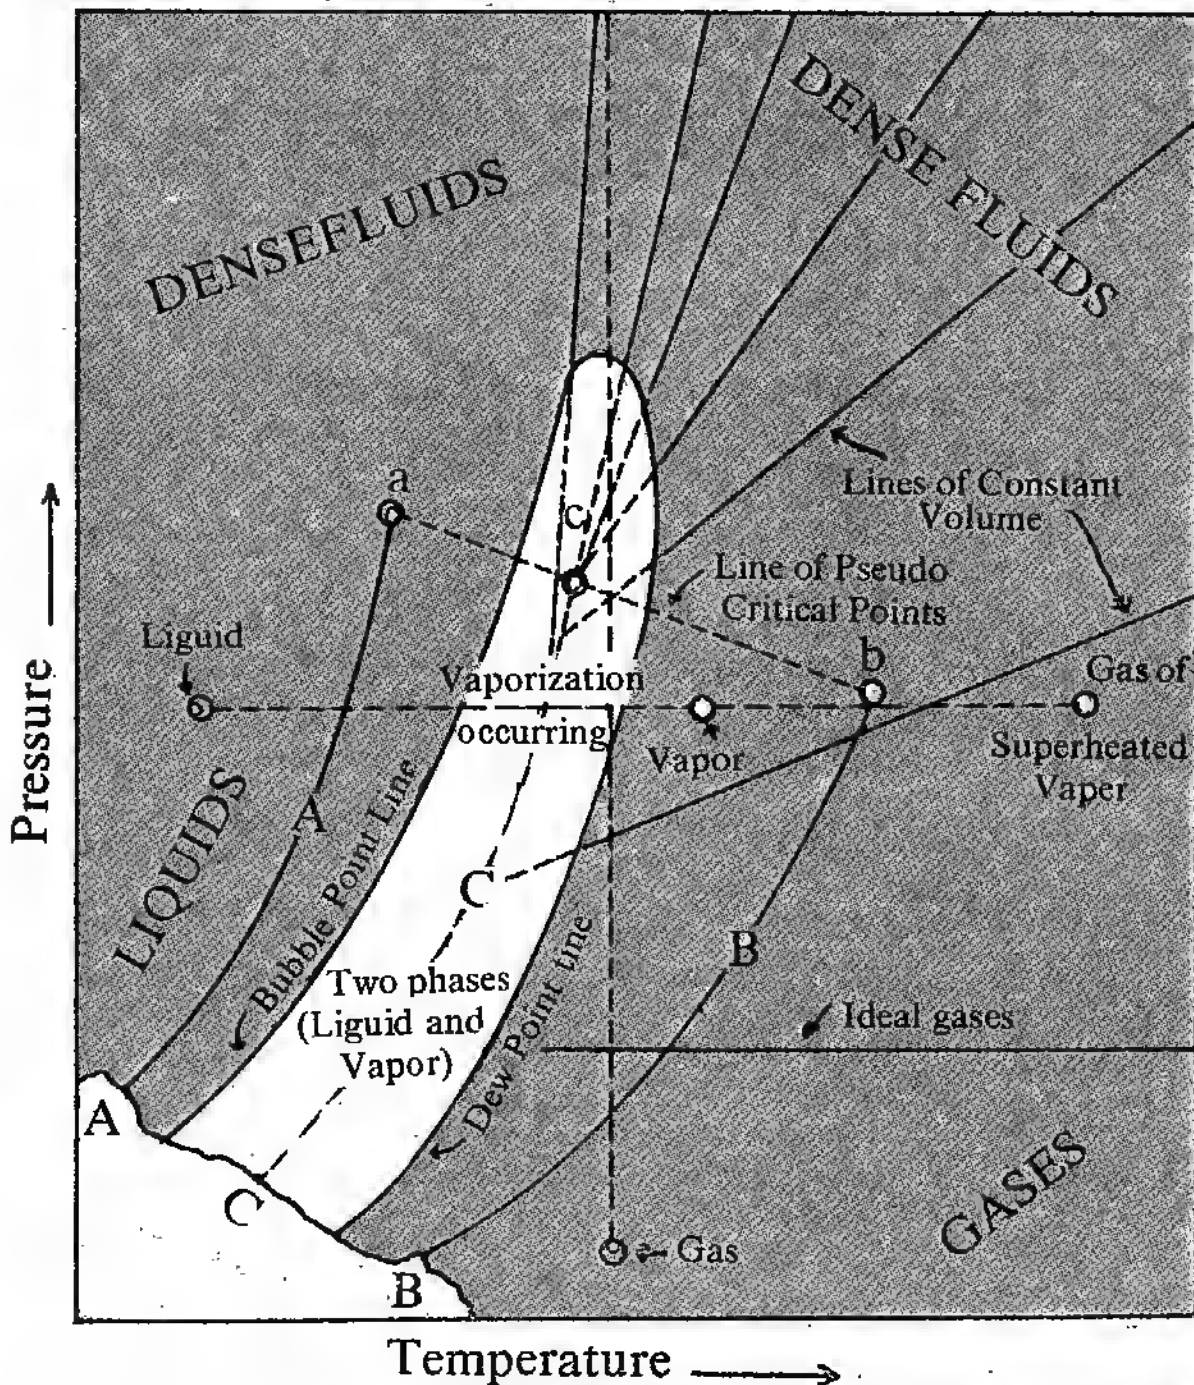 DENSE FLUIDS
DENSEFLUIDS
a
c
Lines of Constant
Volume
Line of Pseudo
Critical Points
Liguid
b
Vaporization
occurring
Gas of
Vapor
Superheated
Vaper
Pressure
LIQUIDS
A
Bubble Point Line
C
B
Two phases
(Liguid and
Vapor)
Dew Point tine
Ideal gases
A
C
B
Gas
GASES
Temperature